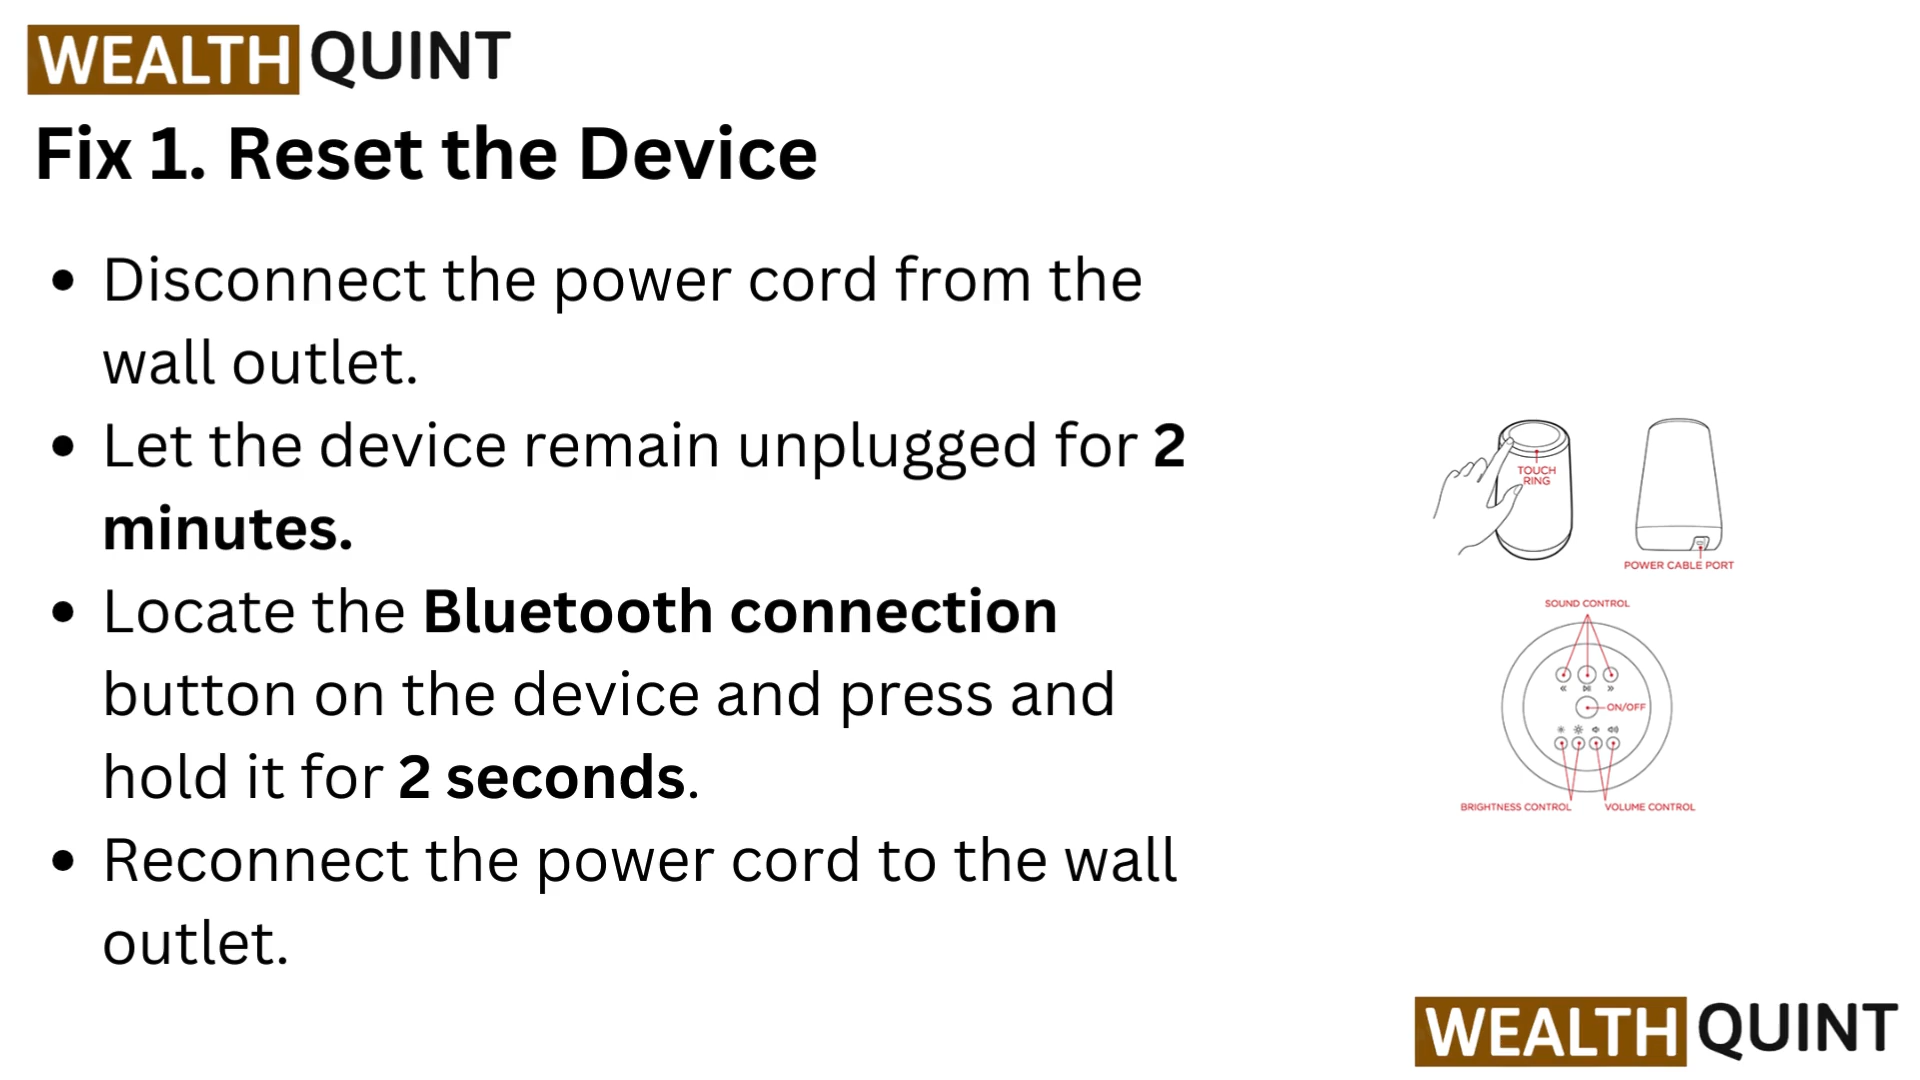 WEALTH QUINT
Fix 1. Reset the Device
• Disconnect the power cord from the
wall outlet.
• Let the device remain unplugged for 2
minutes.
• Locate the Bluetooth connection
button on the device and press and
hold it for 2 seconds.
• Reconnect the power cord to the wall
outlet.
TOUCH
RING
POWER CABLE PORT
SOUND CONTROL
ON/OFF
BRIGHTNESS CONTROL
VOLUME CONTROL
WEALTH QUINT